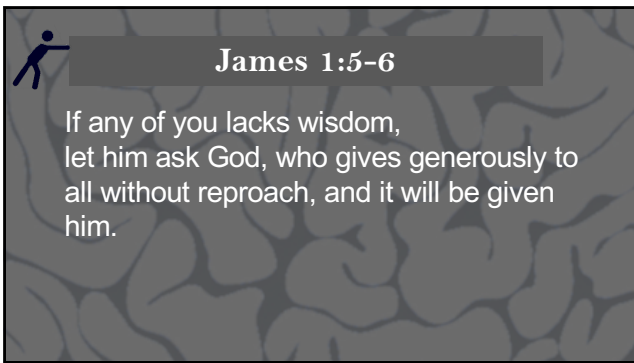 James 1:5-6
If any of you lacks wisdom,
let him ask God, who gives generously to
all without reproach, and it will be given
him.